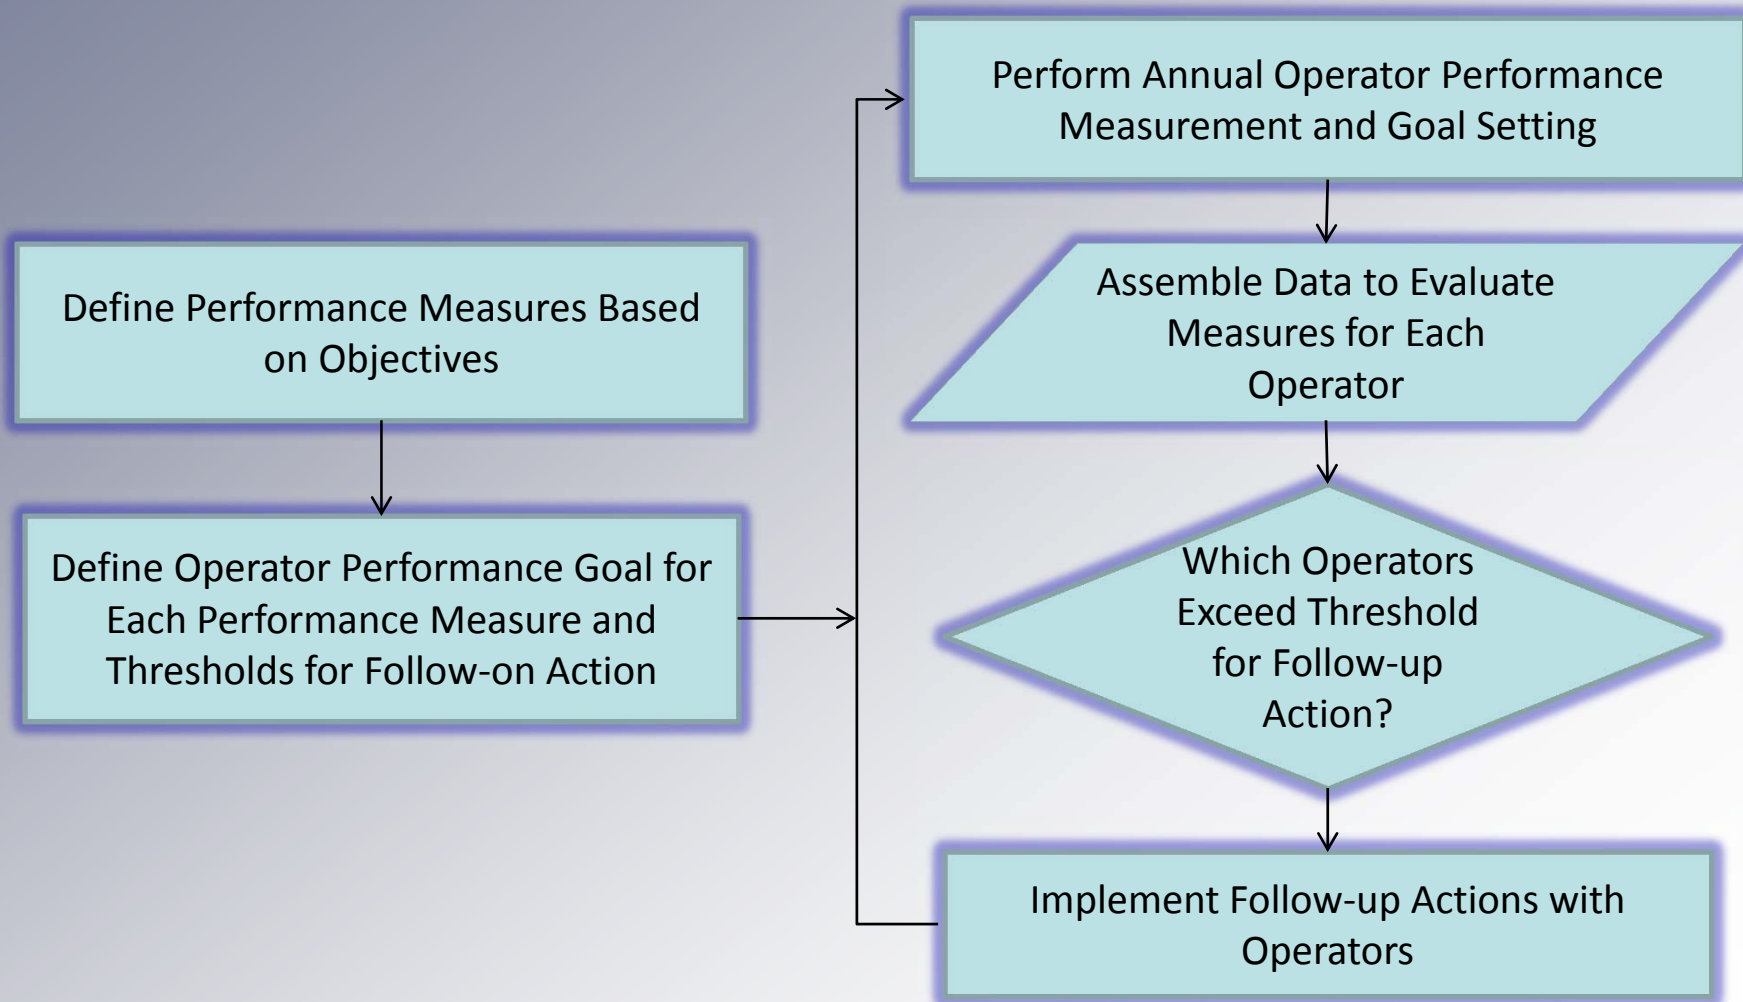 Define Performance Measures Based
on Objectives
Define Operator Performance Goal for
Each Performance Measure and
Thresholds for Follow-on Action
Perform Annual Operator Performance
Measurement and Goal Setting
Assemble Data to Evaluate
Measures for Each
Operator
Which Operators
Exceed Threshold
for Follow-up
Action?
Implement Follow-up Actions with
Operators